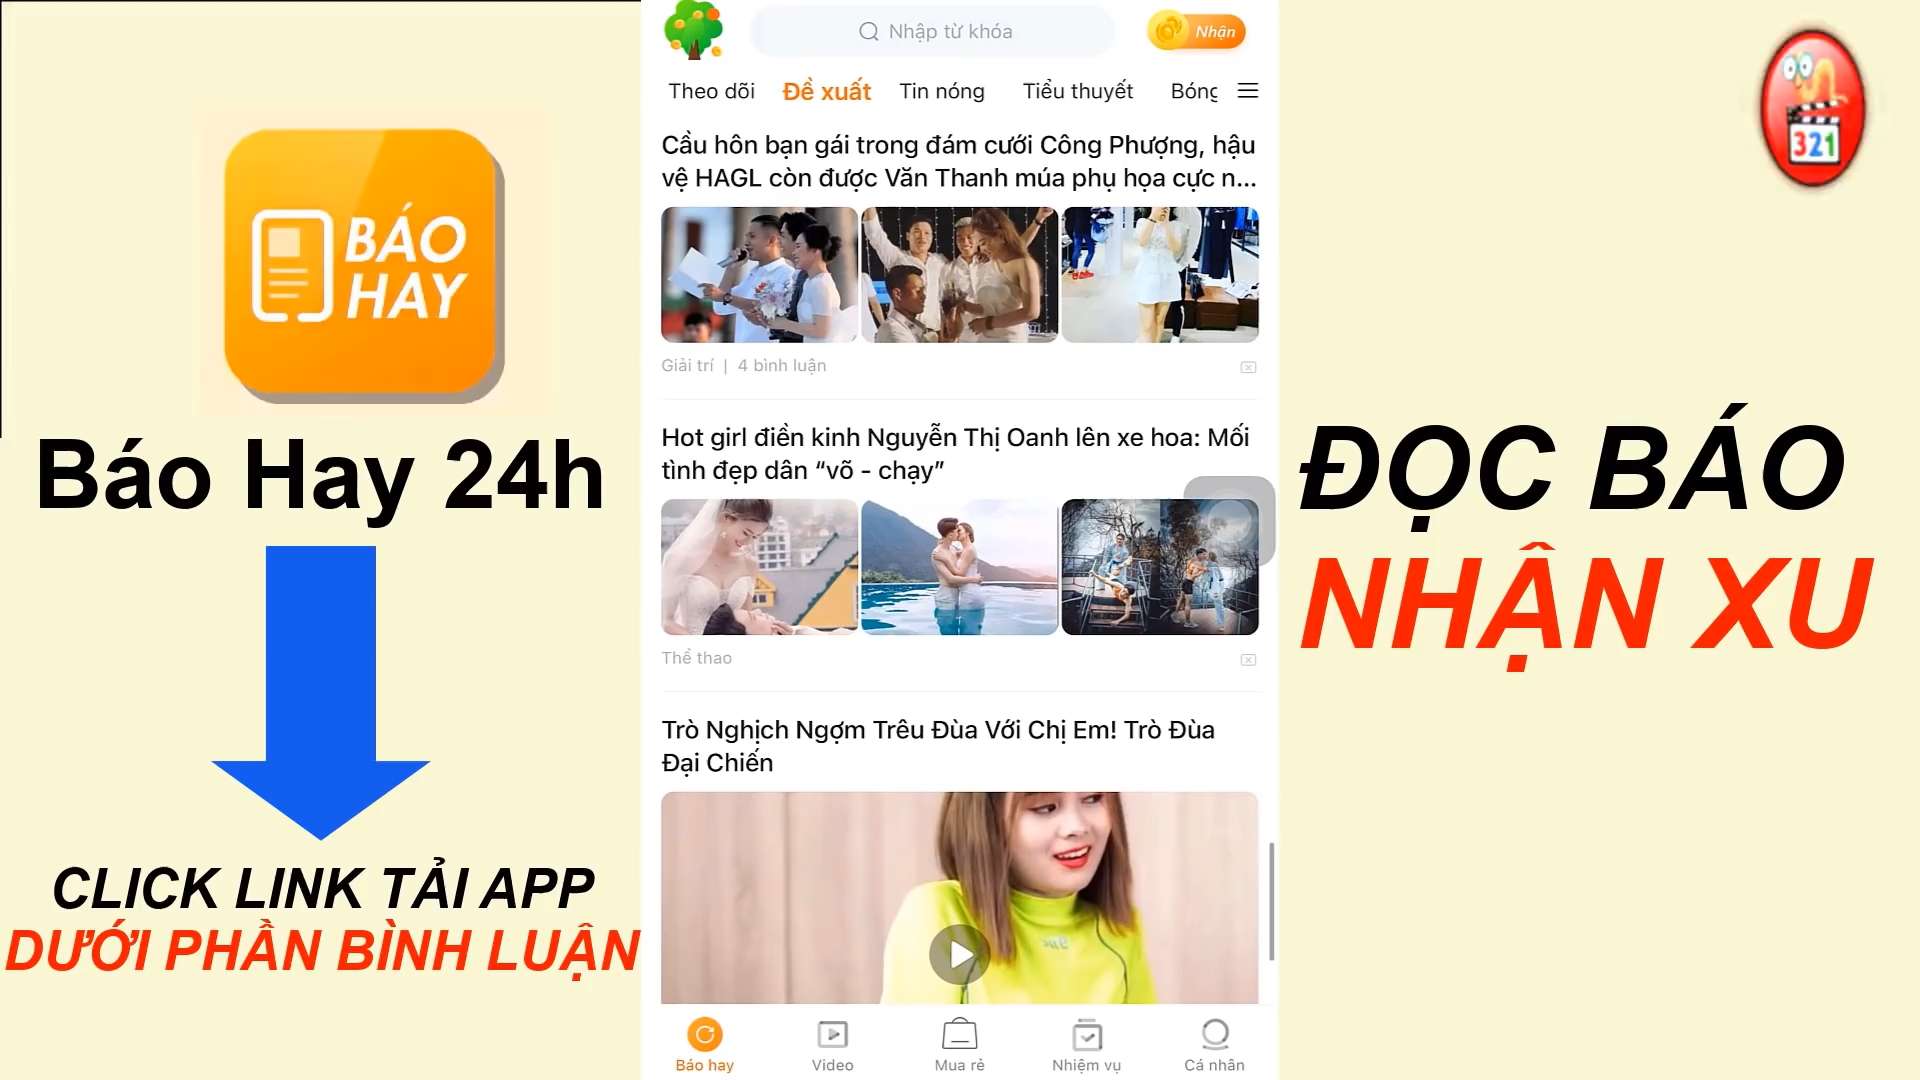 BÁO
HAY
Báo Hay 24h
CLICK LINK TẢI APP
DƯỚI PHẦN BÌNH LUẬN
Nhập từ khóa
Nhận
Theo dõi
Đề xuất
Tin nóng
Tiểu thuyết
Bóng
Cầu hôn bạn gái trong đám cưới Công Phượng, hậu
vệ HAGL còn được Văn Thanh múa phụ họa cực n...
Giải trí | 4 bình luận
Hot girl điền kinh Nguyễn Thị Oanh lên xe hoa: Mối
tình đẹp dân “võ - chạy”
Thể thao
Trò Nghịch Ngợm Trêu Đùa Với Chị Em! Trò Đùa
Đại Chiến
Báo hay
Video
Mua rẻ
Nhiệm vụ
Cá nhân
321
ĐỌC BÁO
NHẬN XU